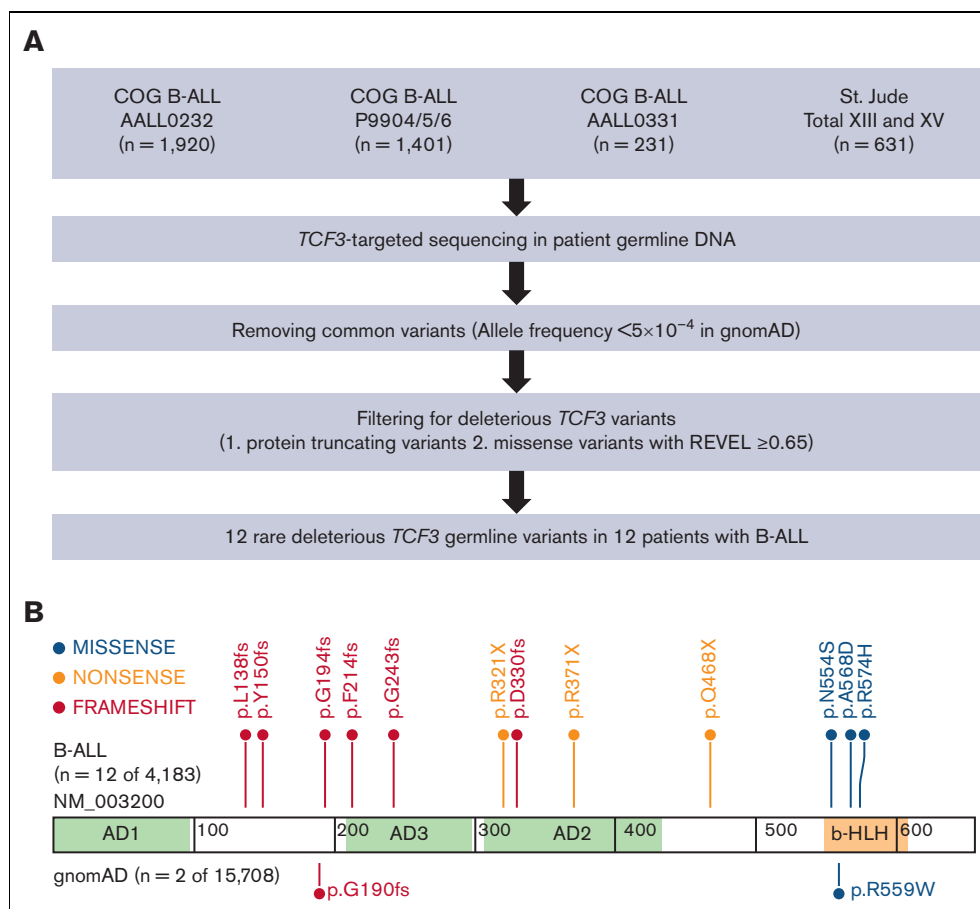 A
COG B-ALL
AALL0232
(n = 1,920)
COG B-ALL
P9904/5/6
(n = 1,401)
COG B-ALL
AALL0331
(n = 231)
St. Jude
Total XIII and XV
(n = 631)
TCF3-targeted sequencing in patient germline DNA
Removing common variants (Allele frequency <5×10⁻⁴ in gnomAD)
Filtering for deleterious TCF3 variants
(1. protein truncating variants 2. missense variants with REVEL ≥0.65)
12 rare deleterious TCF3 germline variants in 12 patients with B-ALL
B
MISSENSE
NONSENSE
FRAMESHIFT
p.L138fs
p.Y150fs
p.G194fs
p.F214fs
p.G243fs
p.R321X
p.D330fs
p.R371X
p.Q468X
p.N554S
p.A568D
p.R574H
B-ALL
(n = 12 of 4,183)
NM_003200
AD1 100 200 AD3 300 AD2 400 500 b-HLH 600
gnomAD (n = 2 of 15,708)
p.G190fs
p.R559W